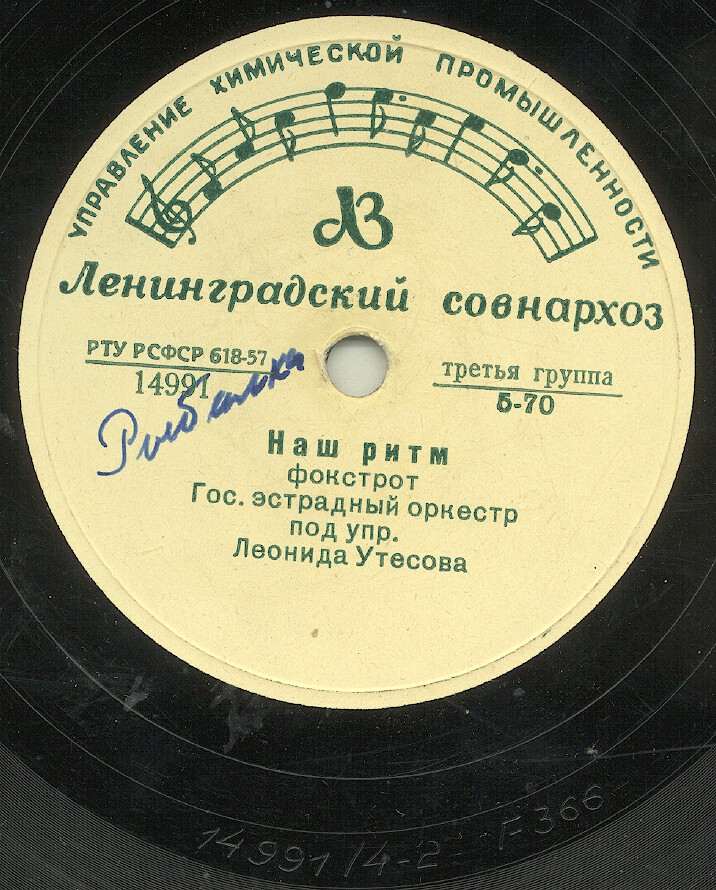 УПРАВЛЕНИЕ ХИМИЧЕСКОЙ ПРОМЫШЛЕННОСТИ
ЛЗ
Ленинградский совнархоз
РТУ РСФСР 618-57
14991
третья группа
5-70
Наш ритм
фокстрот
Гос. эстрадный оркестр
под упр.
Леонида Утесова
14991/4-2 F366-